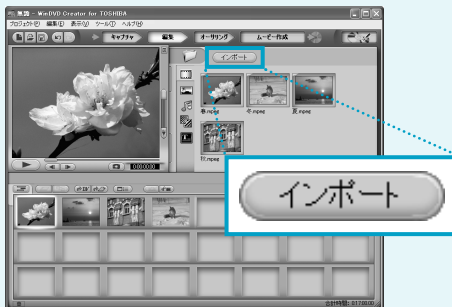 無題 - WinDVD Creator for TOSHIBA
プロジェクト(P) 編集(E) 表示(V) ツール(T) ヘルプ(H)
キャプチャ 編集 オーサリング ムービー作成
インポート
春.mpeg 冬.mpeg 夏.mpeg
秋.mpeg
インポート